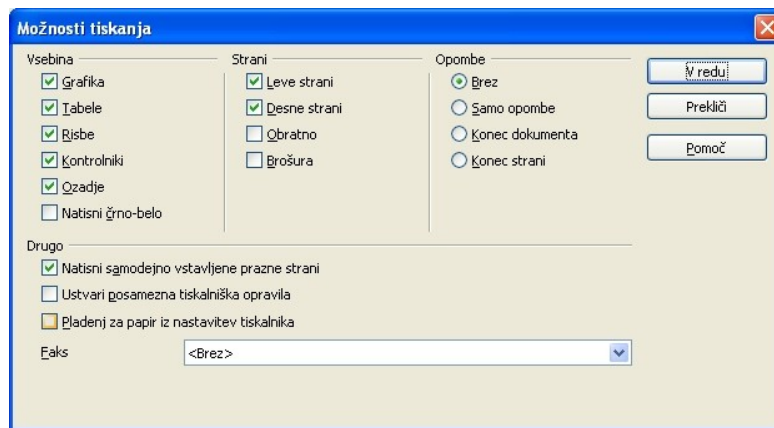 Možnosti tiskanja
Vsebina
Grafika
Tabele
Risbe
Kontrolniki
Ozadje
Natisni črno-belo
Strani
Leve strani
Desne strani
Obratno
Brošura
Opombe
Brez
Samo opombe
Konec dokumenta
Konec strani
V redu
Prekliči
Pomoč
Drugo
Natisni samodejno vstavljene prazne strani
Ustvari posamezna tiskalniška opravila
Pladenj za papir iz nastavitev tiskalnika
Faks
<Brez>